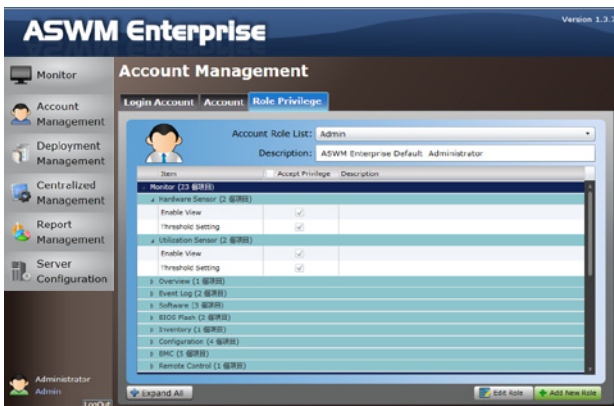 ASWM Enterprise
Version 1.3.7
Monitor
Account
Management
Deployment
Management
Centralized
Management
Report
Management
Server
Configuration
Administrator
Admin
LogOut
Account Management
Login Account Account Role Privilege
Account Role List: Admin
Description: ASWM Enterprise Default Administrator
Item Accept Privilege Description
Monitor (23 個項目)
Hardware Sensor (2 個項目)
Enable View
Threshold Setting
Utilization Sensor (2 個項目)
Enable View
Threshold Setting
Overview (1 個項目)
Event Log (2 個項目)
Software (3 個項目)
BIOS Flash (2 個項目)
Inventory (1 個項目)
Configuration (4 個項目)
BMC (5 個項目)
Remote Control (1 個項目)
Expand All
Edit Role
Add New Role